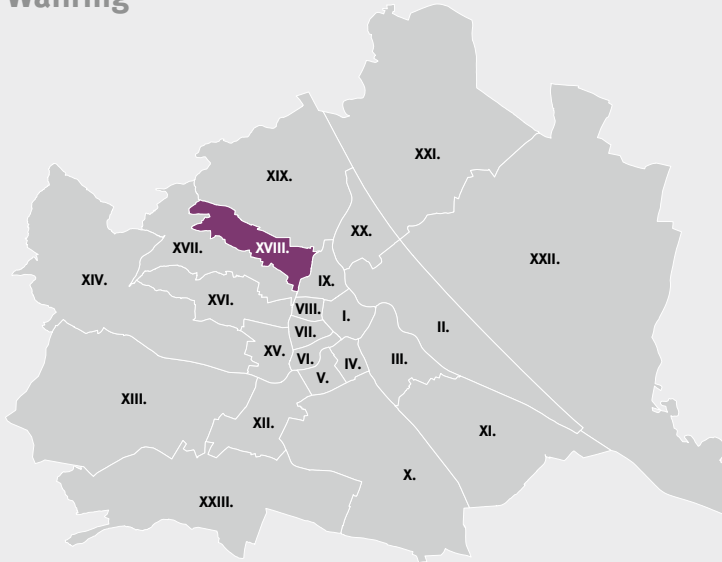 Währing
XXI.
XIX.
XX.
XVIII.
XVII.
XXII.
XIV.
IX.
XVI.
VIII.
I.
II.
VII.
XV.
VI.
IV.
III.
V.
XIII.
XII.
XI.
X.
XXIII.